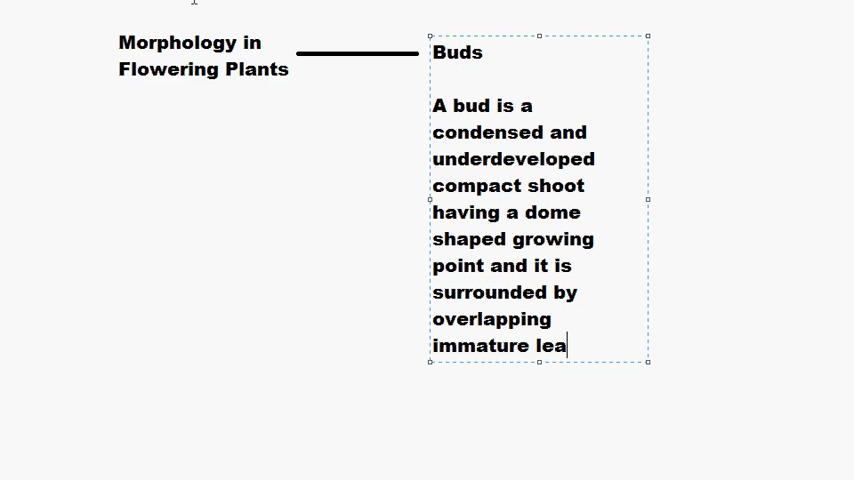 Morphology in
Flowering Plants
Buds
A bud is a
condensed and
underdeveloped
compact shoot
having a dome
shaped growing
point and it is
surrounded by
overlapping
immature lea